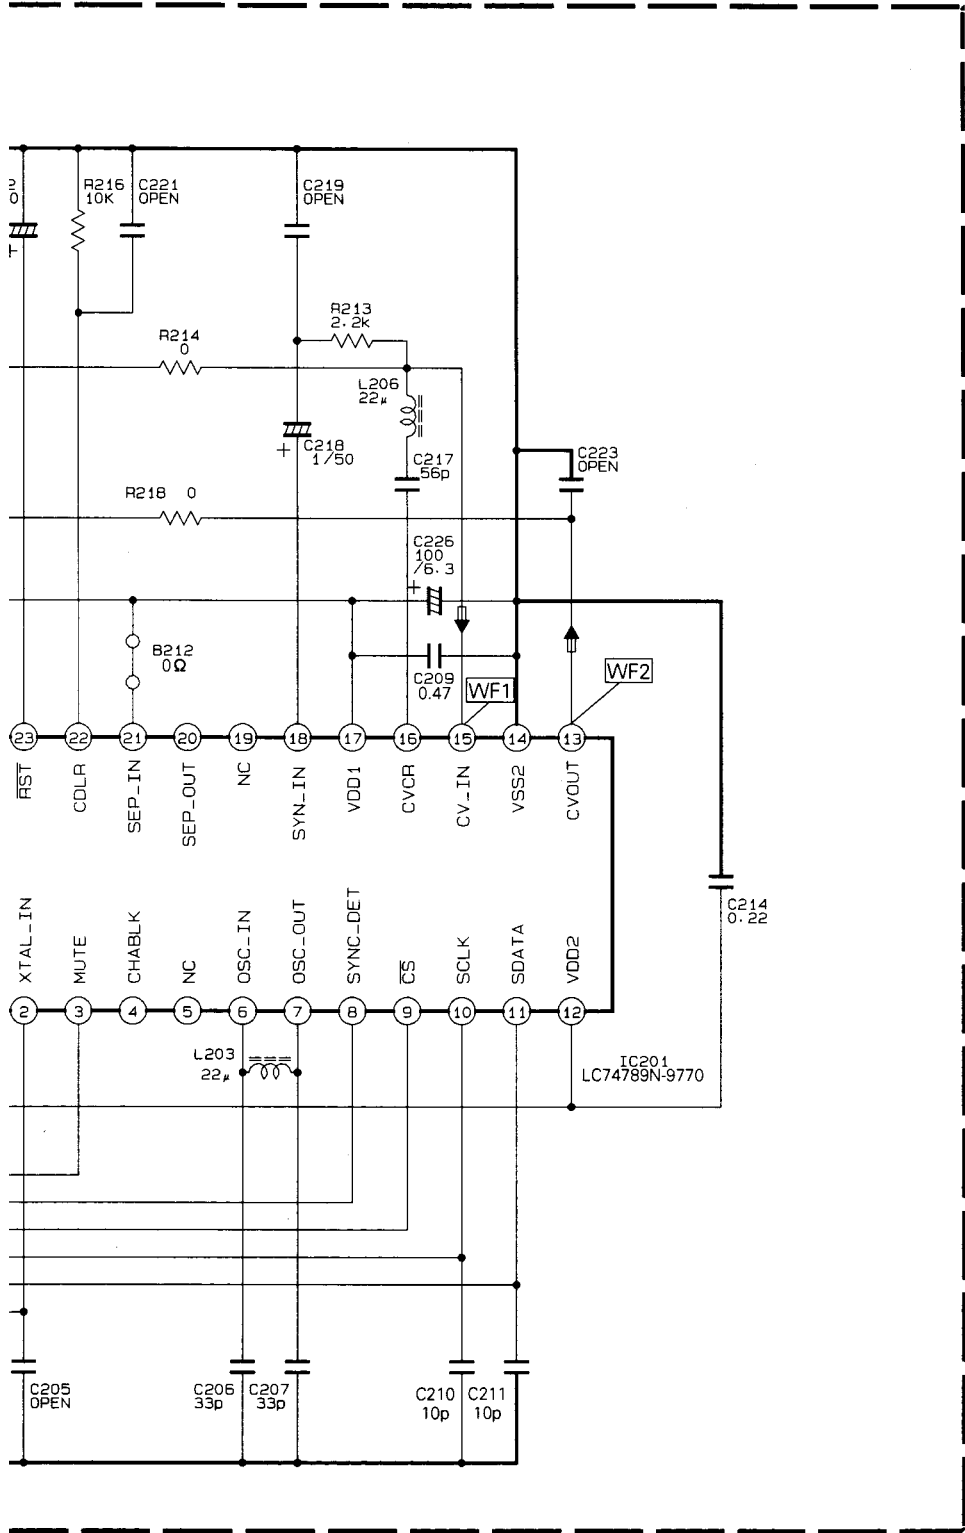 2
0
+
R216
10K
C221
OPEN
C219
OPEN
R213
2.2K
R214
0
L206
22µ
+
C218
1/50
C217
56p
R218 0
C226
100
/6.3
+
C223
OPEN
B212
0Ω
C209
0.47
WF1
WF2
23 22 21 20 19 18 17 16 15 14 13
RST
CDLR
SEP_IN
SEP_OUT
NC
SYN_IN
VDD1
CVCR
CV_IN
VSS2
CVOUT
C214
0.22
XTAL_IN
MUTE
CHABLK
NC
OSC_IN
OSC_OUT
SYNC_DET
CS
SCLK
SDATA
VDD2
2 3 4 5 6 7 8 9 10 11 12
L203
22µ
IC201
LC74789N-9770
C205
OPEN
C206
33p
C207
33p
C210
10p
C211
10p